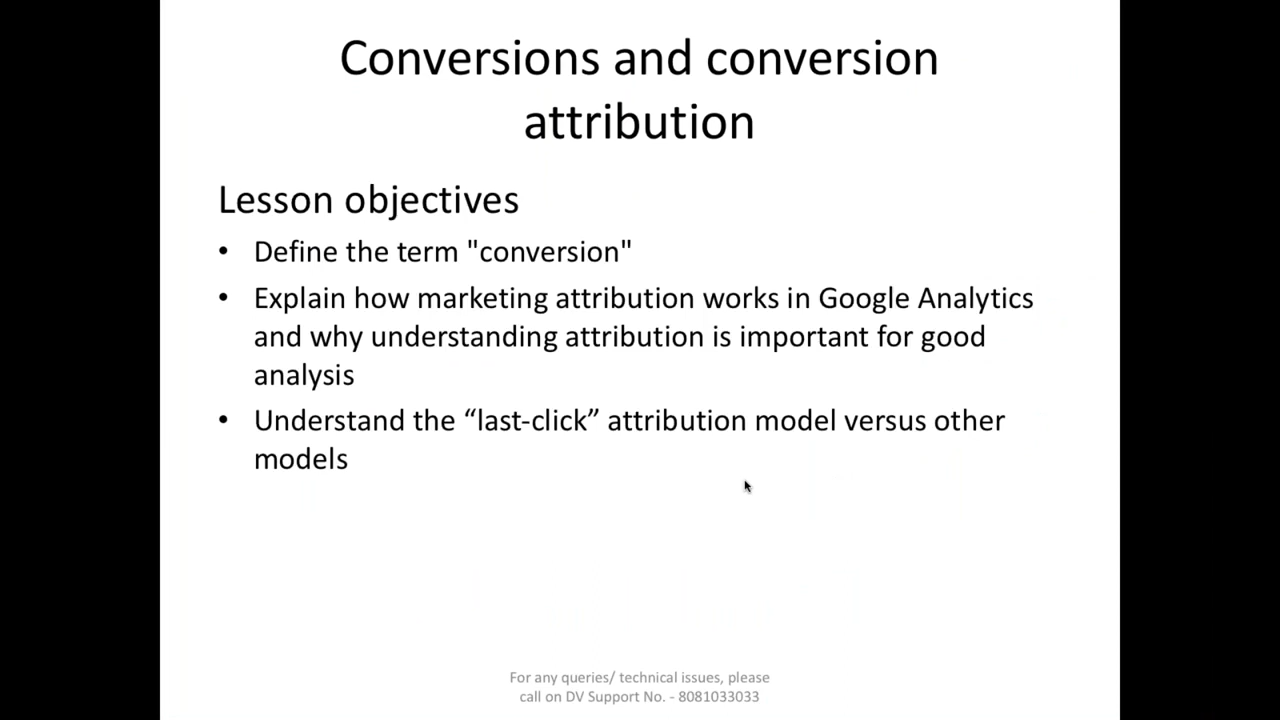 Conversions and conversion
attribution
Lesson objectives
• Define the term "conversion"
• Explain how marketing attribution works in Google Analytics
and why understanding attribution is important for good
analysis
• Understand the “last-click” attribution model versus other
models
For any queries/ technical issues, please
call on DV Support No. - 8081033033